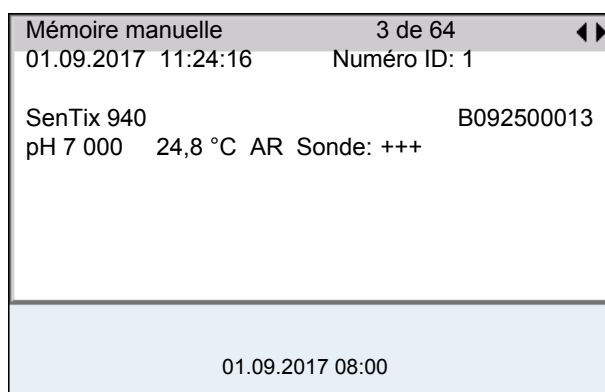 Mémoire manuelle 3 de 64
01.09.2017 11:24:16 Numéro ID: 1
SenTix 940 B092500013
pH 7 000 24,8 °C AR Sonde: +++
01.09.2017 08:00